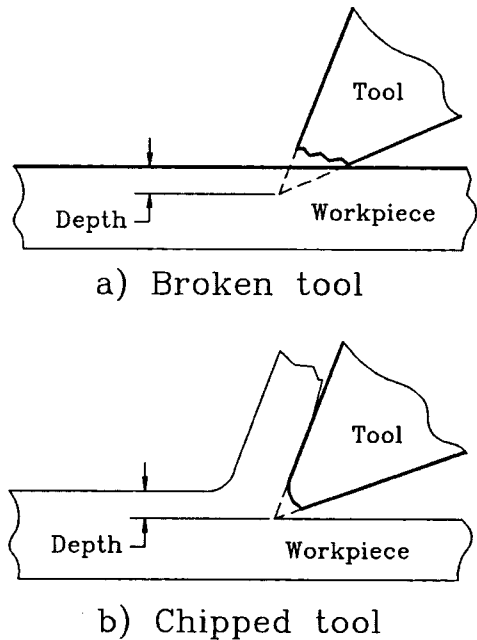 Tool
Depth
Workpiece
a) Broken tool
Tool
Depth
Workpiece
b) Chipped tool